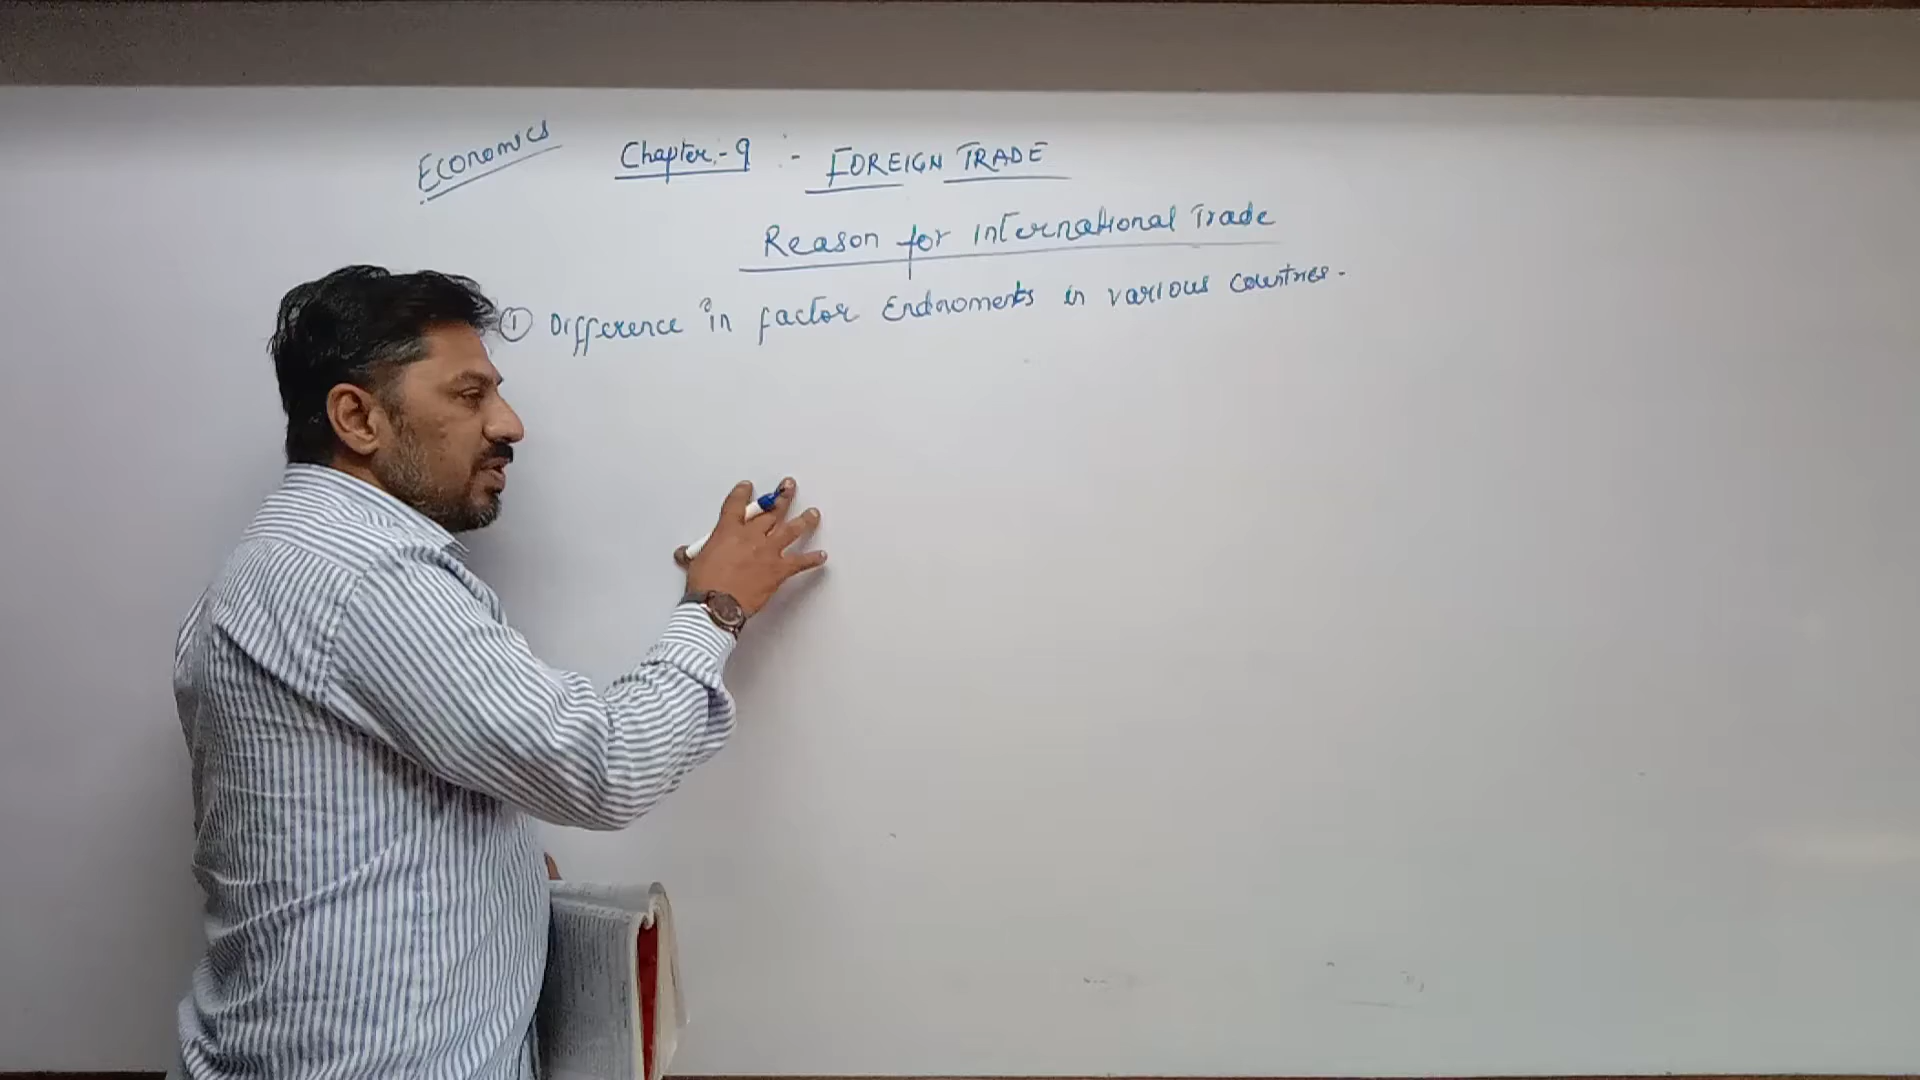 Economics
Chapter-9 :- FOREIGN TRADE
Reason for international Trade
① Difference in factor Endowments in various countries.